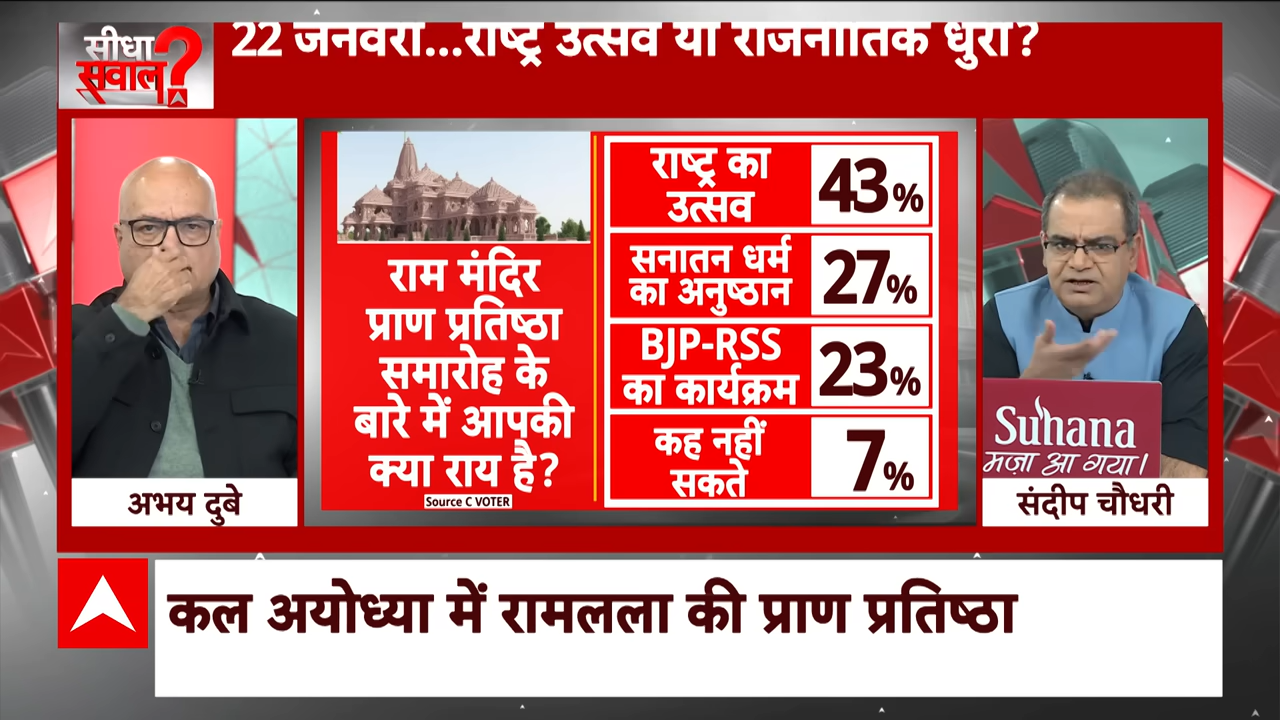 सीधा
सवाल?
22 जनवरी...राष्ट्र उत्सव या राजनीतिक धुरी?
राम मंदिर
प्राण प्रतिष्ठा
समारोह के
बारे में आपकी
क्या राय है?
Source C VOTER
राष्ट्र का
उत्सव
43%
सनातन धर्म
का अनुष्ठान
27%
BJP-RSS
का कार्यक्रम
23%
कह नहीं
सकते
7%
Suhana
मज़ा आ गया।
अभय दुबे
संदीप चौधरी
कल अयोध्या में रामलला की प्राण प्रतिष्ठा